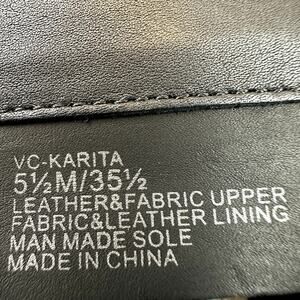 VC-KARITA
5½M/35½
LEATHER&FABRIC UPPER
FABRIC&LEATHER LINING
MAN MADE SOLE
MADE IN CHINA